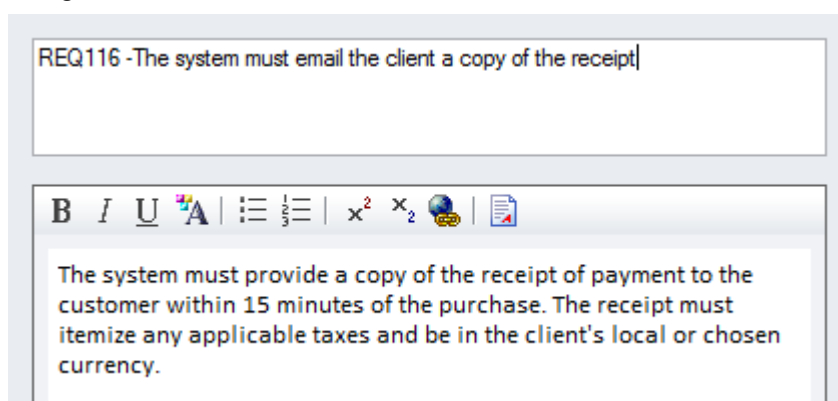 REQ116 -The system must email the client a copy of the receipt
B I U A x² x₂
The system must provide a copy of the receipt of payment to the
customer within 15 minutes of the purchase. The receipt must
itemize any applicable taxes and be in the client's local or chosen
currency.